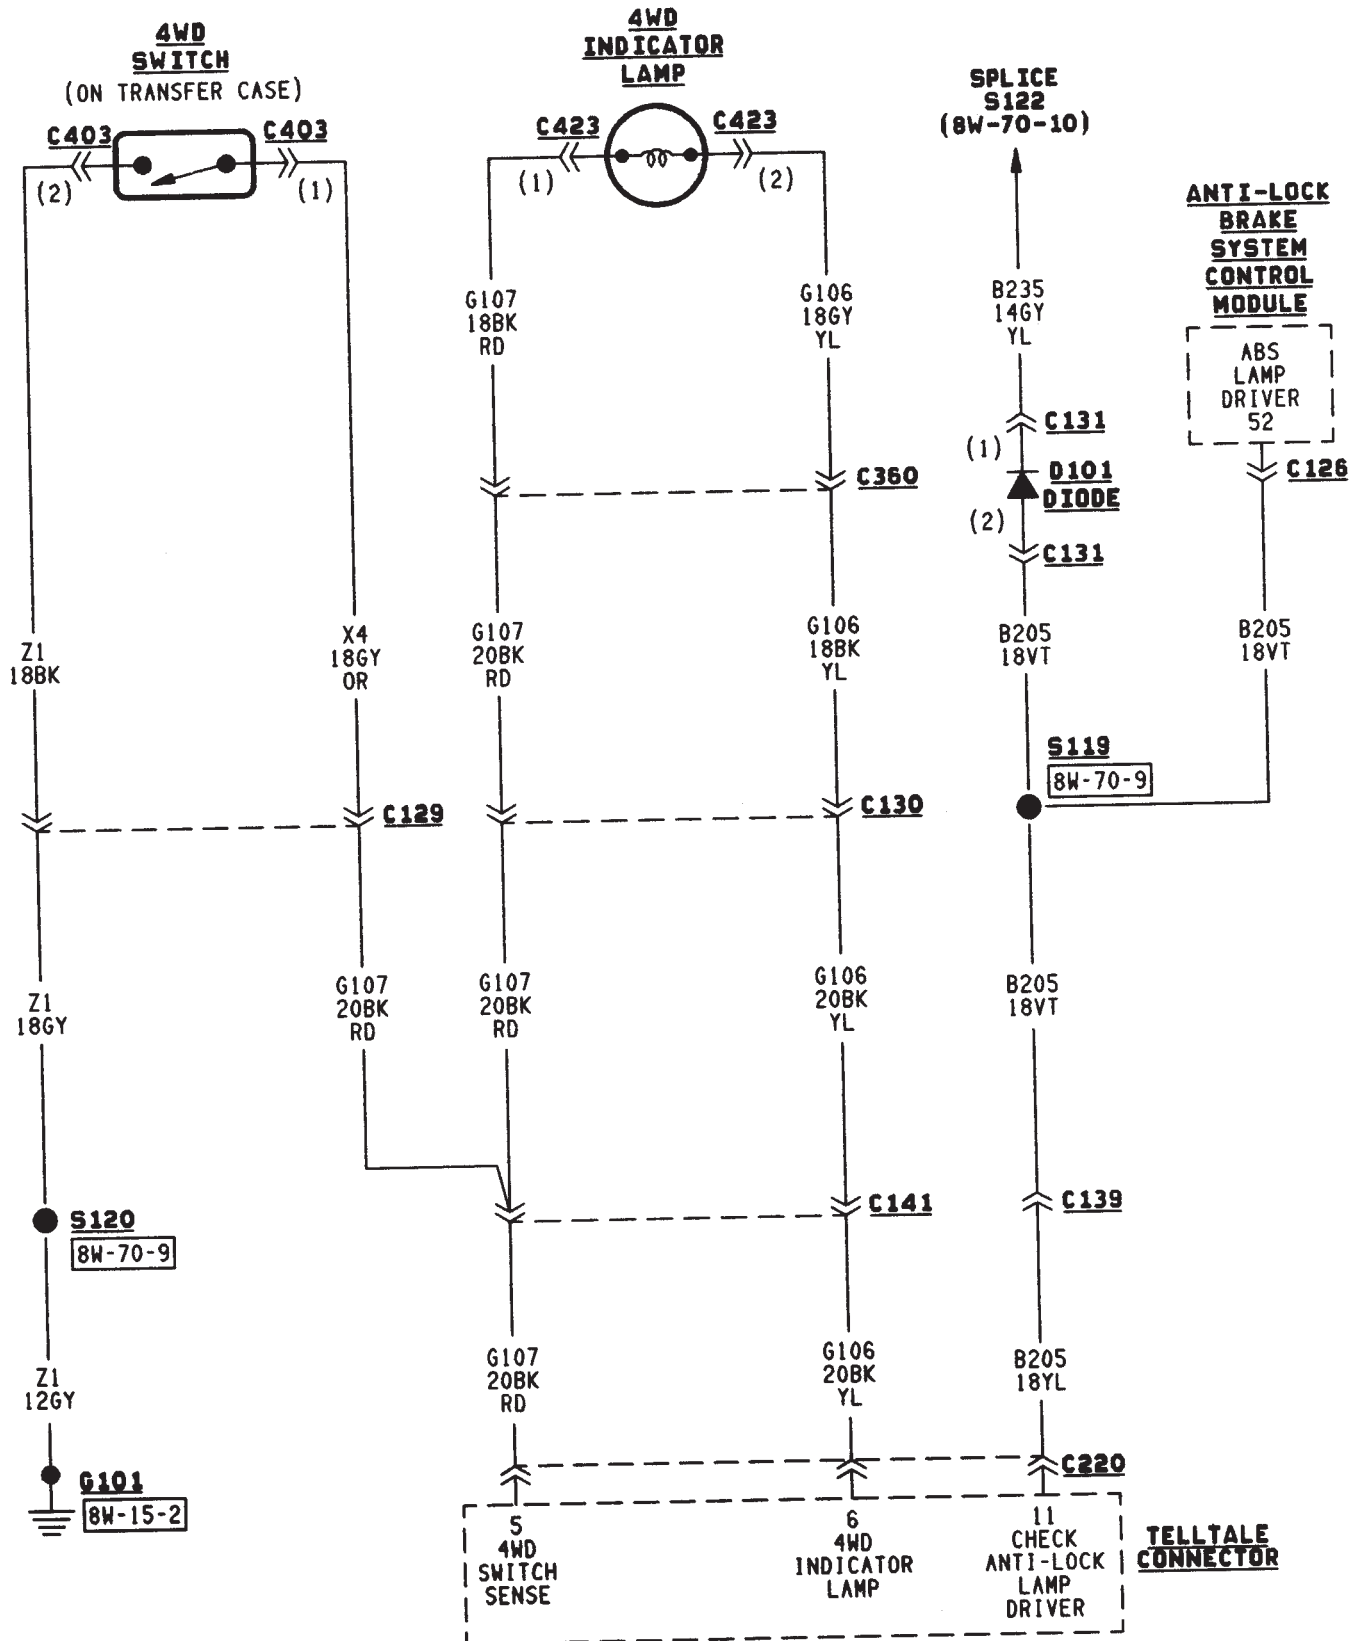 4WD
SWITCH
(ON TRANSFER CASE)
C403
C403
(2)
(1)
4WD
INDICATOR
LAMP
C423
C423
(1)
(2)
SPLICE
S122
(8W-70-10)
ANTI-LOCK
BRAKE
SYSTEM
CONTROL
MODULE
ABS
LAMP
DRIVER
52
C126
G107
18BK
RD
G106
18GY
YL
B235
14GY
YL
C131
(1)
D101
DIODE
(2)
C131
C360
Z1
18BK
X4
18GY
OR
G107
20BK
RD
G106
18BK
YL
B205
18VT
B205
18VT
S119
8W-70-9
C129
C130
Z1
18GY
G107
20BK
RD
G107
20BK
RD
G106
20BK
YL
B205
18VT
S120
8W-70-9
C141
C139
Z1
12GY
G107
20BK
RD
G106
20BK
YL
B205
18YL
G101
8W-15-2
C220
5
4WD
SWITCH
SENSE
6
4WD
INDICATOR
LAMP
11
CHECK
ANTI-LOCK
LAMP
DRIVER
TELLTALE
CONNECTOR